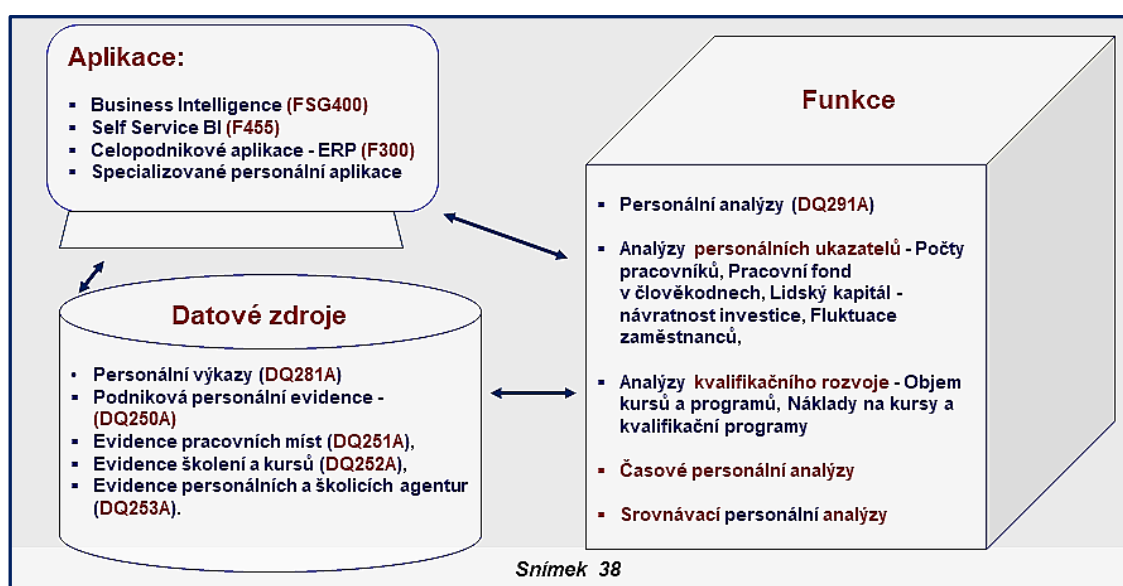 Aplikace:
▪ Business Intelligence (FSG400)
▪ Self Service BI (F455)
▪ Celopodnikové aplikace - ERP (F300)
▪ Specializované personální aplikace
Datové zdroje
• Personální výkazy (DQ281A)
▪ Podniková personální evidence -
(DQ250A)
▪ Evidence pracovních míst (DQ251A),
▪ Evidence školení a kursů (DQ252A),
▪ Evidence personálních a školicích agentur
(DQ253A).
Funkce
▪ Personální analýzy (DQ291A)
▪ Analýzy personálních ukazatelů - Počty
pracovníků, Pracovní fond
v člověkodnech, Lidský kapitál -
návratnost investice, Fluktuace
zaměstnanců,
▪ Analýzy kvalifikačního rozvoje - Objem
kursů a programů, Náklady na kursy a
kvalifikační programy
▪ Časové personální analýzy
▪ Srovnávací personální analýzy
Snímek 38